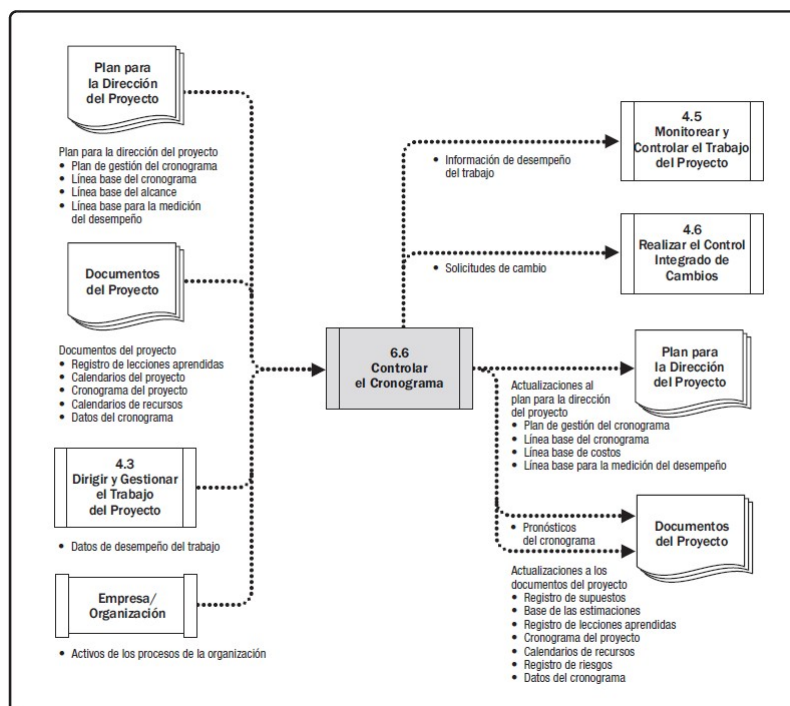 Plan para
la Dirección
del Proyecto
Plan para la dirección del proyecto
• Plan de gestión del cronograma
• Línea base del cronograma
• Línea base del alcance
• Línea base para la medición
del desempeño
Documentos
del Proyecto
Documentos del proyecto
• Registro de lecciones aprendidas
• Calendarios del proyecto
• Cronograma del proyecto
• Calendarios de recursos
• Datos del cronograma
4.3
Dirigir y Gestionar
el Trabajo
del Proyecto
• Datos de desempeño del trabajo
Empresa/
Organización
• Activos de los procesos de la organización
6.6
Controlar
el Cronograma
• Información de desempeño
del trabajo
4.5
Monitorear y
Controlar el Trabajo
del Proyecto
• Solicitudes de cambio
4.6
Realizar el Control
Integrado de
Cambios
Plan para
la Dirección
del Proyecto
Actualizaciones al
plan para la dirección
del proyecto
• Plan de gestión del cronograma
• Línea base del cronograma
• Línea base de costos
• Línea base para la medición del desempeño
• Pronósticos
del cronograma
Documentos
del Proyecto
Actualizaciones a los
documentos del proyecto
• Registro de supuestos
• Base de las estimaciones
• Registro de lecciones aprendidas
• Cronograma del proyecto
• Calendarios de recursos
• Registro de riesgos
• Datos del cronograma